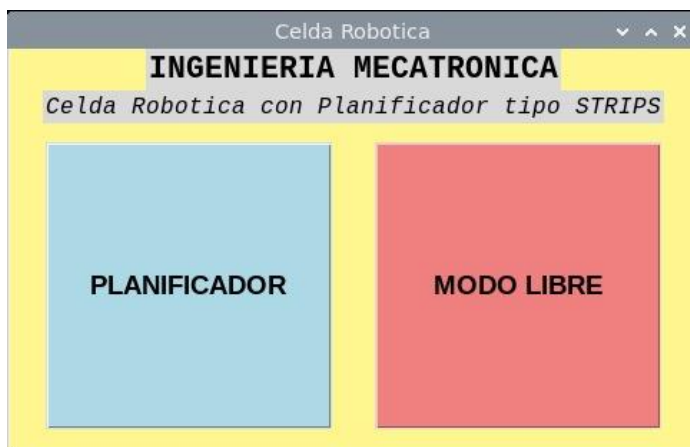 Celda Robotica
INGENIERIA MECATRONICA
Celda Robotica con Planificador tipo STRIPS
PLANIFICADOR
MODO LIBRE